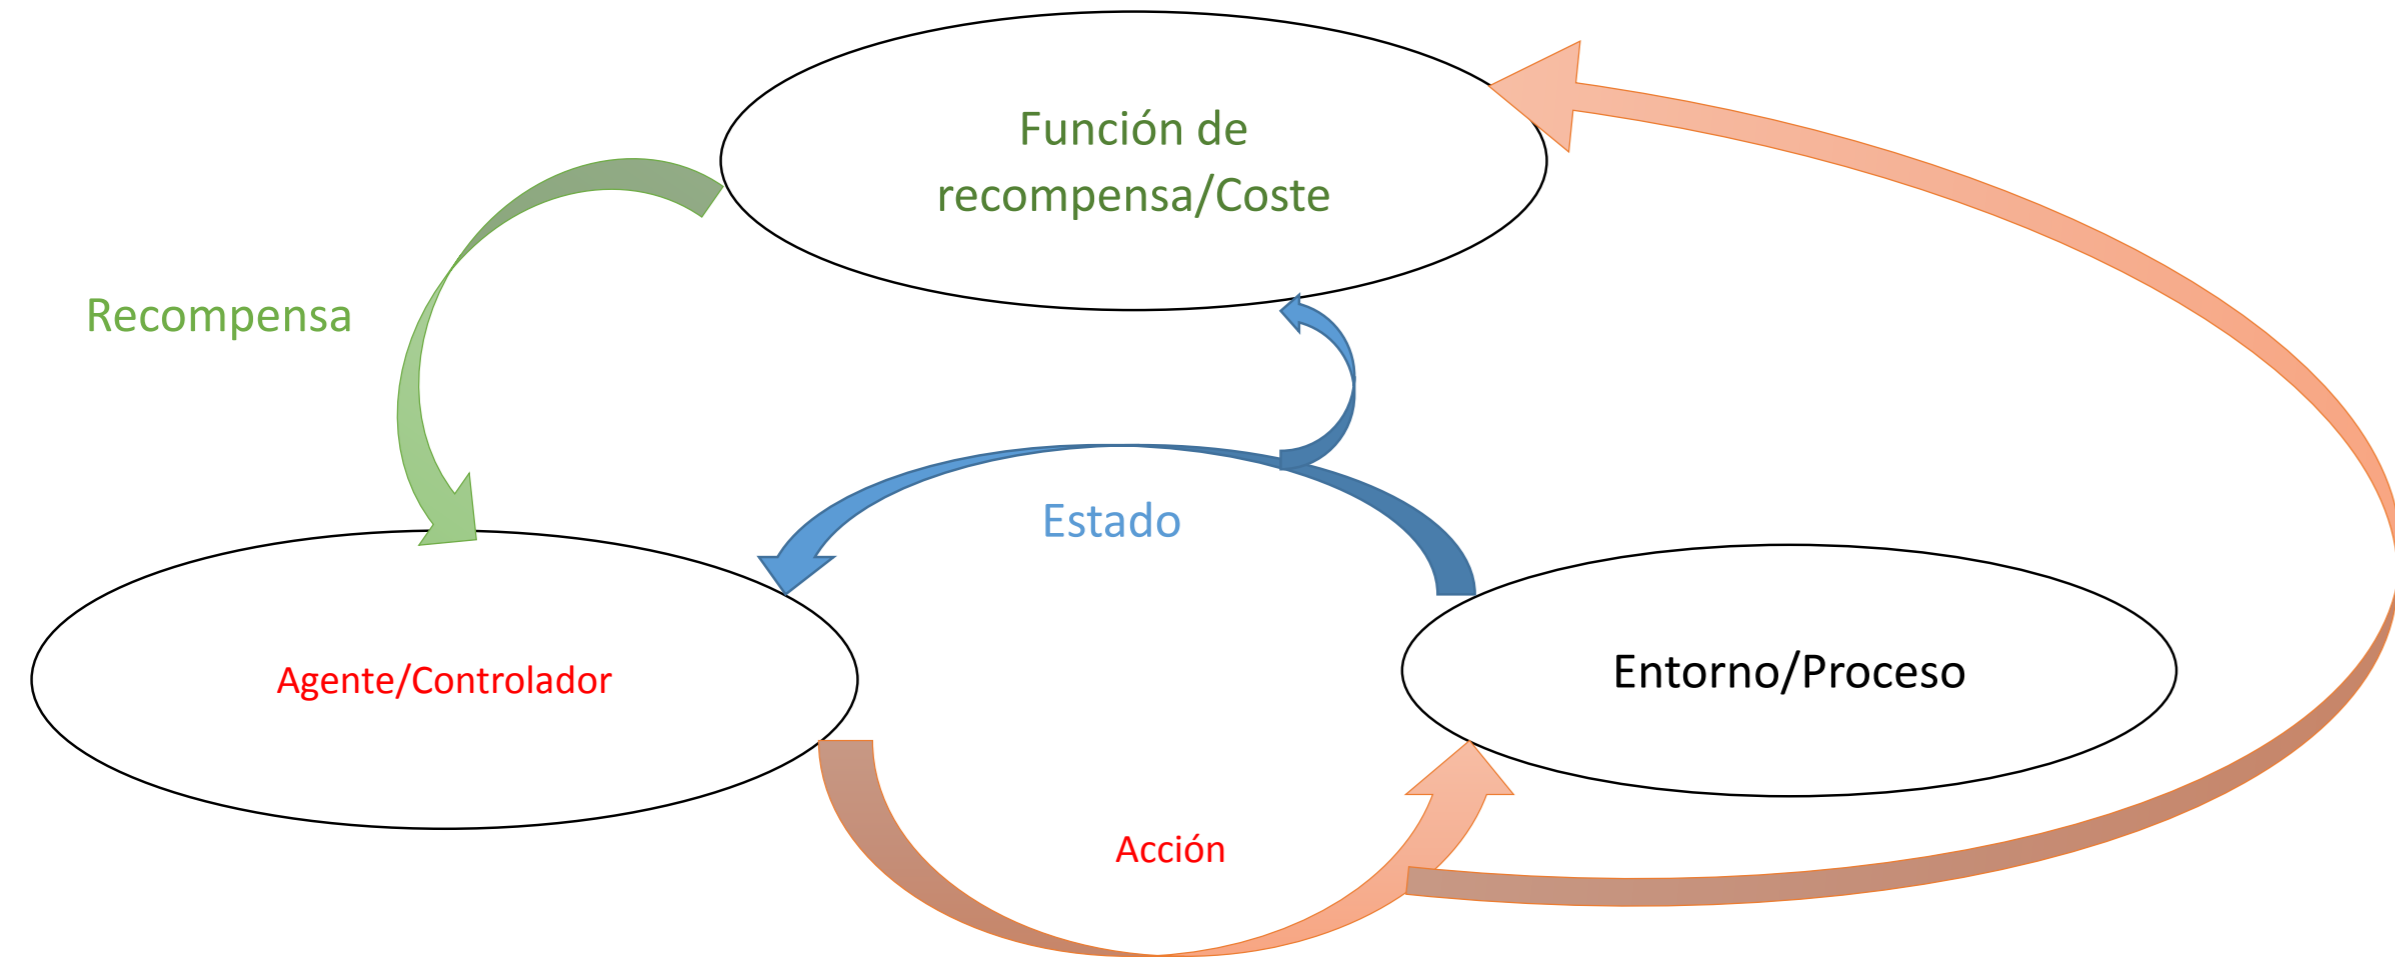 Función de
recompensa/Coste
Recompensa
Estado
Agente/Controlador
Entorno/Proceso
Acción